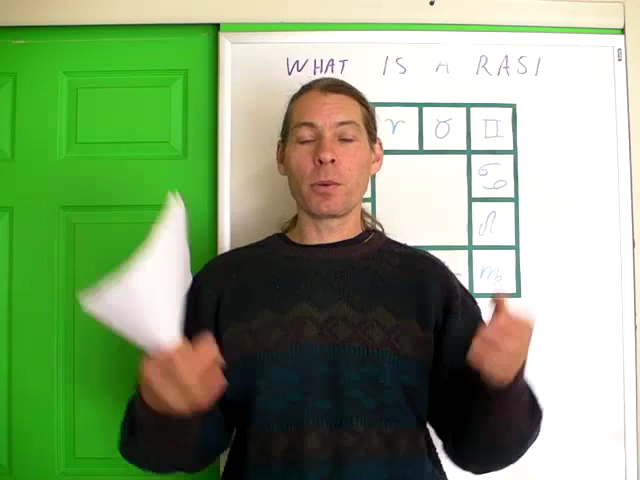 WHAT IS A RASI
♈ ♉ ♊
♋
♌
♍